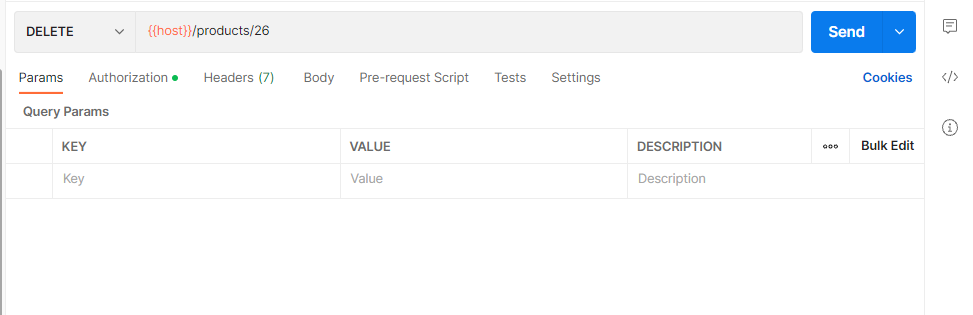 DELETE {{host}}/products/26 Send
Params Authorization Headers (7) Body Pre-request Script Tests Settings Cookies
Query Params
KEY VALUE DESCRIPTION ooo Bulk Edit
Key Value Description